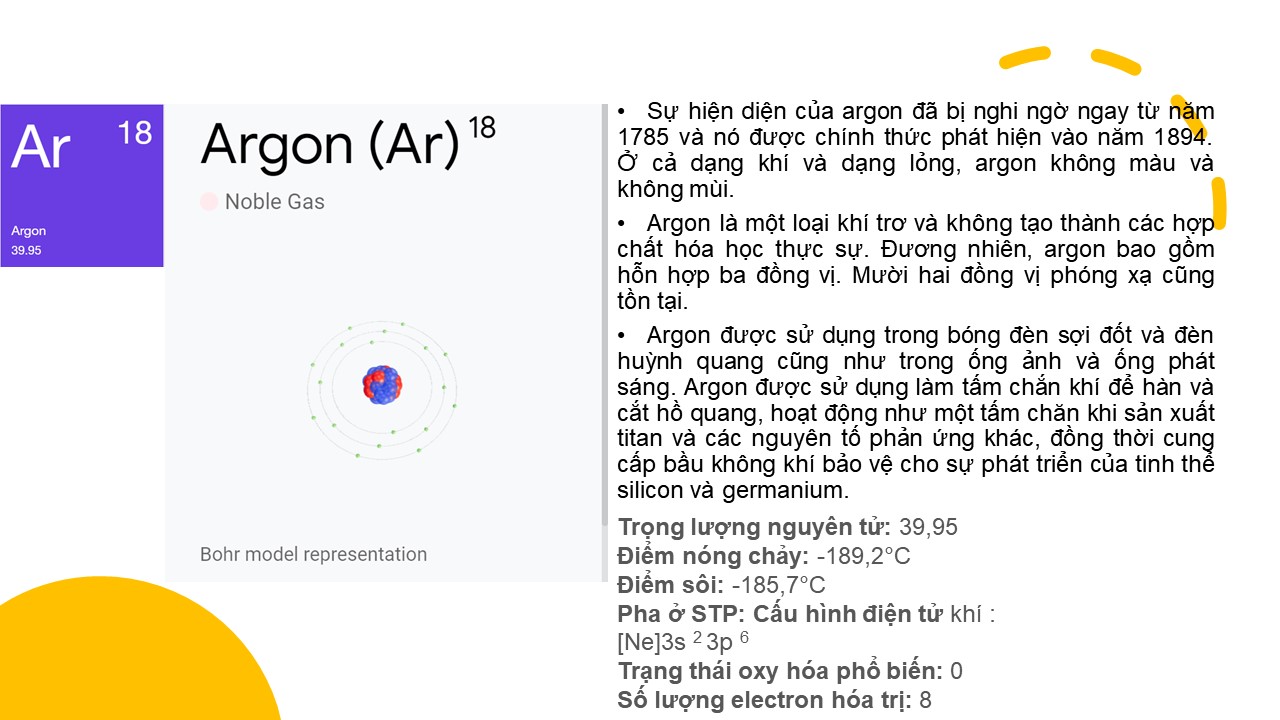 Ar 18
Argon
39.95
Argon (Ar) 18
Noble Gas
Bohr model representation
• Sự hiện diện của argon đã bị nghi ngờ ngay từ năm
1785 và nó được chính thức phát hiện vào năm 1894.
Ở cả dạng khí và dạng lỏng, argon không màu và
không mùi.
• Argon là một loại khí trơ và không tạo thành các hợp
chất hóa học thực sự. Đương nhiên, argon bao gồm
hỗn hợp ba đồng vị. Mười hai đồng vị phóng xạ cũng
tồn tại.
• Argon được sử dụng trong bóng đèn sợi đốt và đèn
huỳnh quang cũng như trong ống ảnh và ống phát
sáng. Argon được sử dụng làm tấm chắn khí để hàn và
cắt hồ quang, hoạt động như một tấm chăn khi sản xuất
titan và các nguyên tố phản ứng khác, đồng thời cung
cấp bầu không khí bảo vệ cho sự phát triển của tinh thể
silicon và germanium.
Trọng lượng nguyên tử: 39,95
Điểm nóng chảy: -189,2°C
Điểm sôi: -185,7°C
Pha ở STP: Cấu hình điện tử khí :
[Ne]3s 2 3p 6
Trạng thái oxy hóa phổ biến: 0
Số lượng electron hóa trị: 8